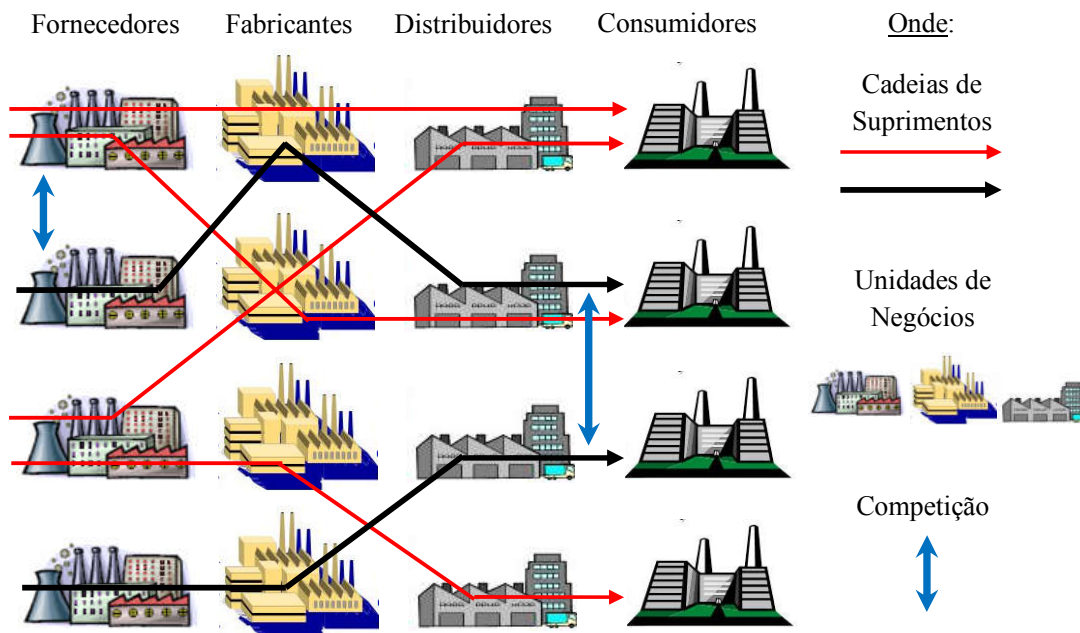 Fornecedores Fabricantes Distribuidores Consumidores Onde:
Cadeias de
Suprimentos
Unidades de
Negócios
Competição